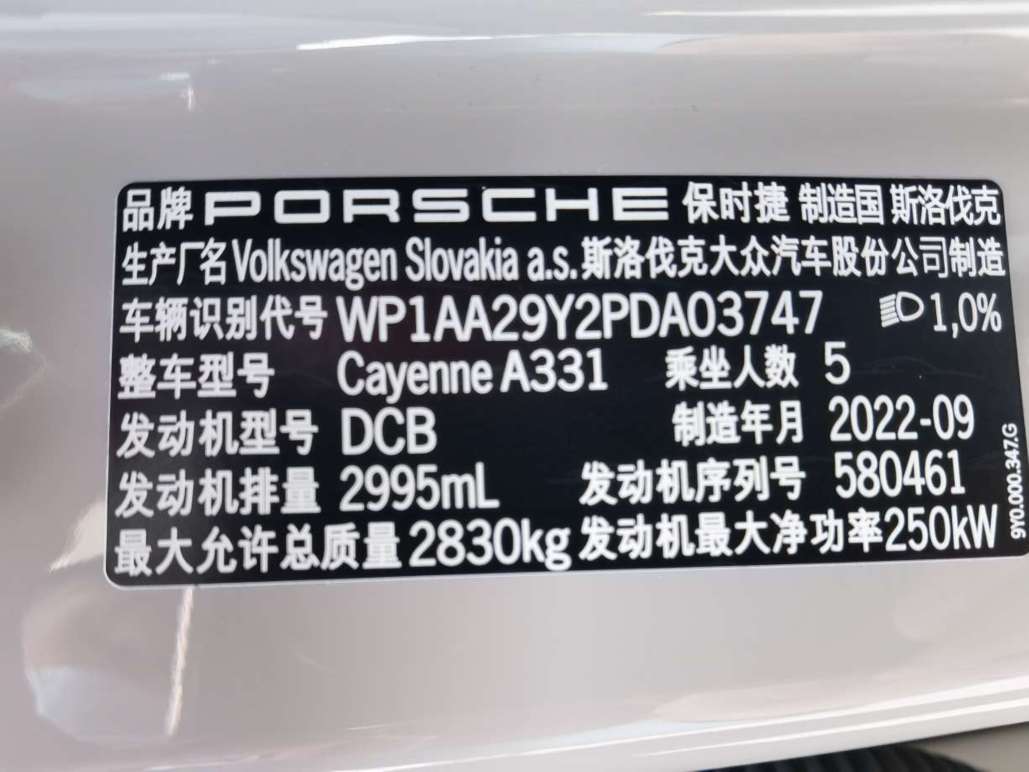 品牌 PORSCHE 保时捷 制造国 斯洛伐克
生产厂名 Volkswagen Slovakia a.s. 斯洛伐克大众汽车股份公司制造
车辆识别代号 WP1AA29Y2PDA03747 1,0%
整车型号 Cayenne A331 乘坐人数 5
发动机型号 DCB 制造年月 2022-09
发动机排量 2995mL 发动机序列号 580461
最大允许总质量 2830kg 发动机最大净功率 250kW
9Y0.000.347.G